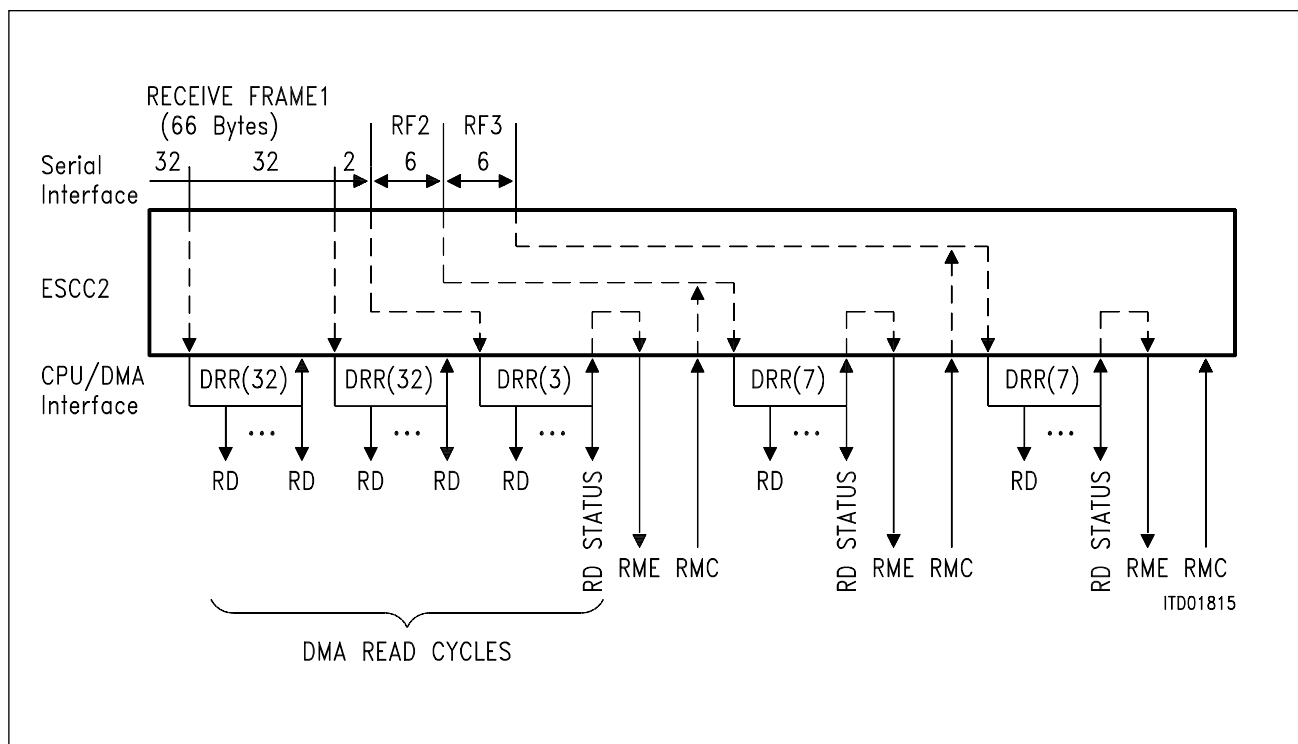 RECEIVE FRAME1
(66 Bytes) RF2 RF3
Serial
Interface
32 32 2 6 6
ESCC2
CPU/DMA
Interface
DRR(32) DRR(32) DRR(3) DRR(7) DRR(7)
... ... ... ... ...
RD RD RD RD RD RD RD
RD STATUS RME RMC RD STATUS RME RMC RD STATUS RME RMC
ITD01815
DMA READ CYCLES